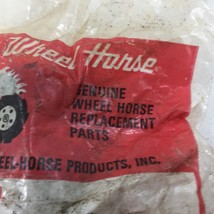 Wheel Horse
GENUINE
WHEEL HORSE
REPLACEMENT
PARTS
EEL-HORSE PRODUCTS, INC.